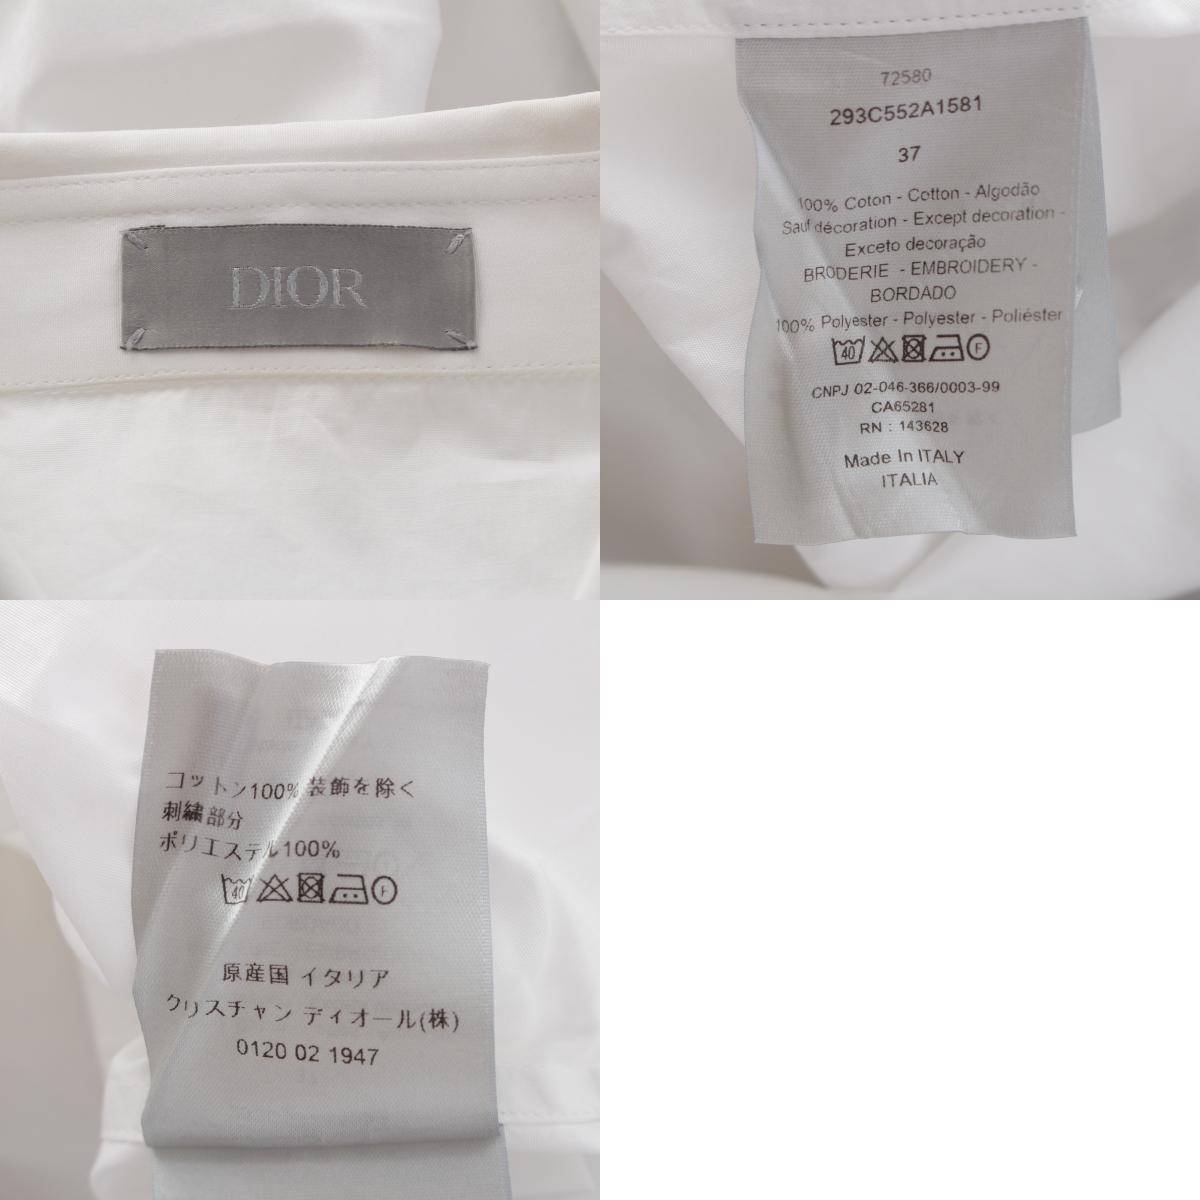 DIOR
72580
293C552A1581
37
100% Coton - Cotton - Algodão
Sauf décoration - Except decoration -
Exceto decoração
BRODERIE - EMBROIDERY -
BORDADO
100% Polyester - Polyester - Poliéster
40 F
CNPJ 02-046-366/0003-99
CA65281
RN : 143628
Made In ITALY
ITALIA
コットン100% 装飾を除く
刺繍部分
ポリエステル100%
40 F
原産国 イタリア
クリスチャン ディオール(株)
0120 02 1947